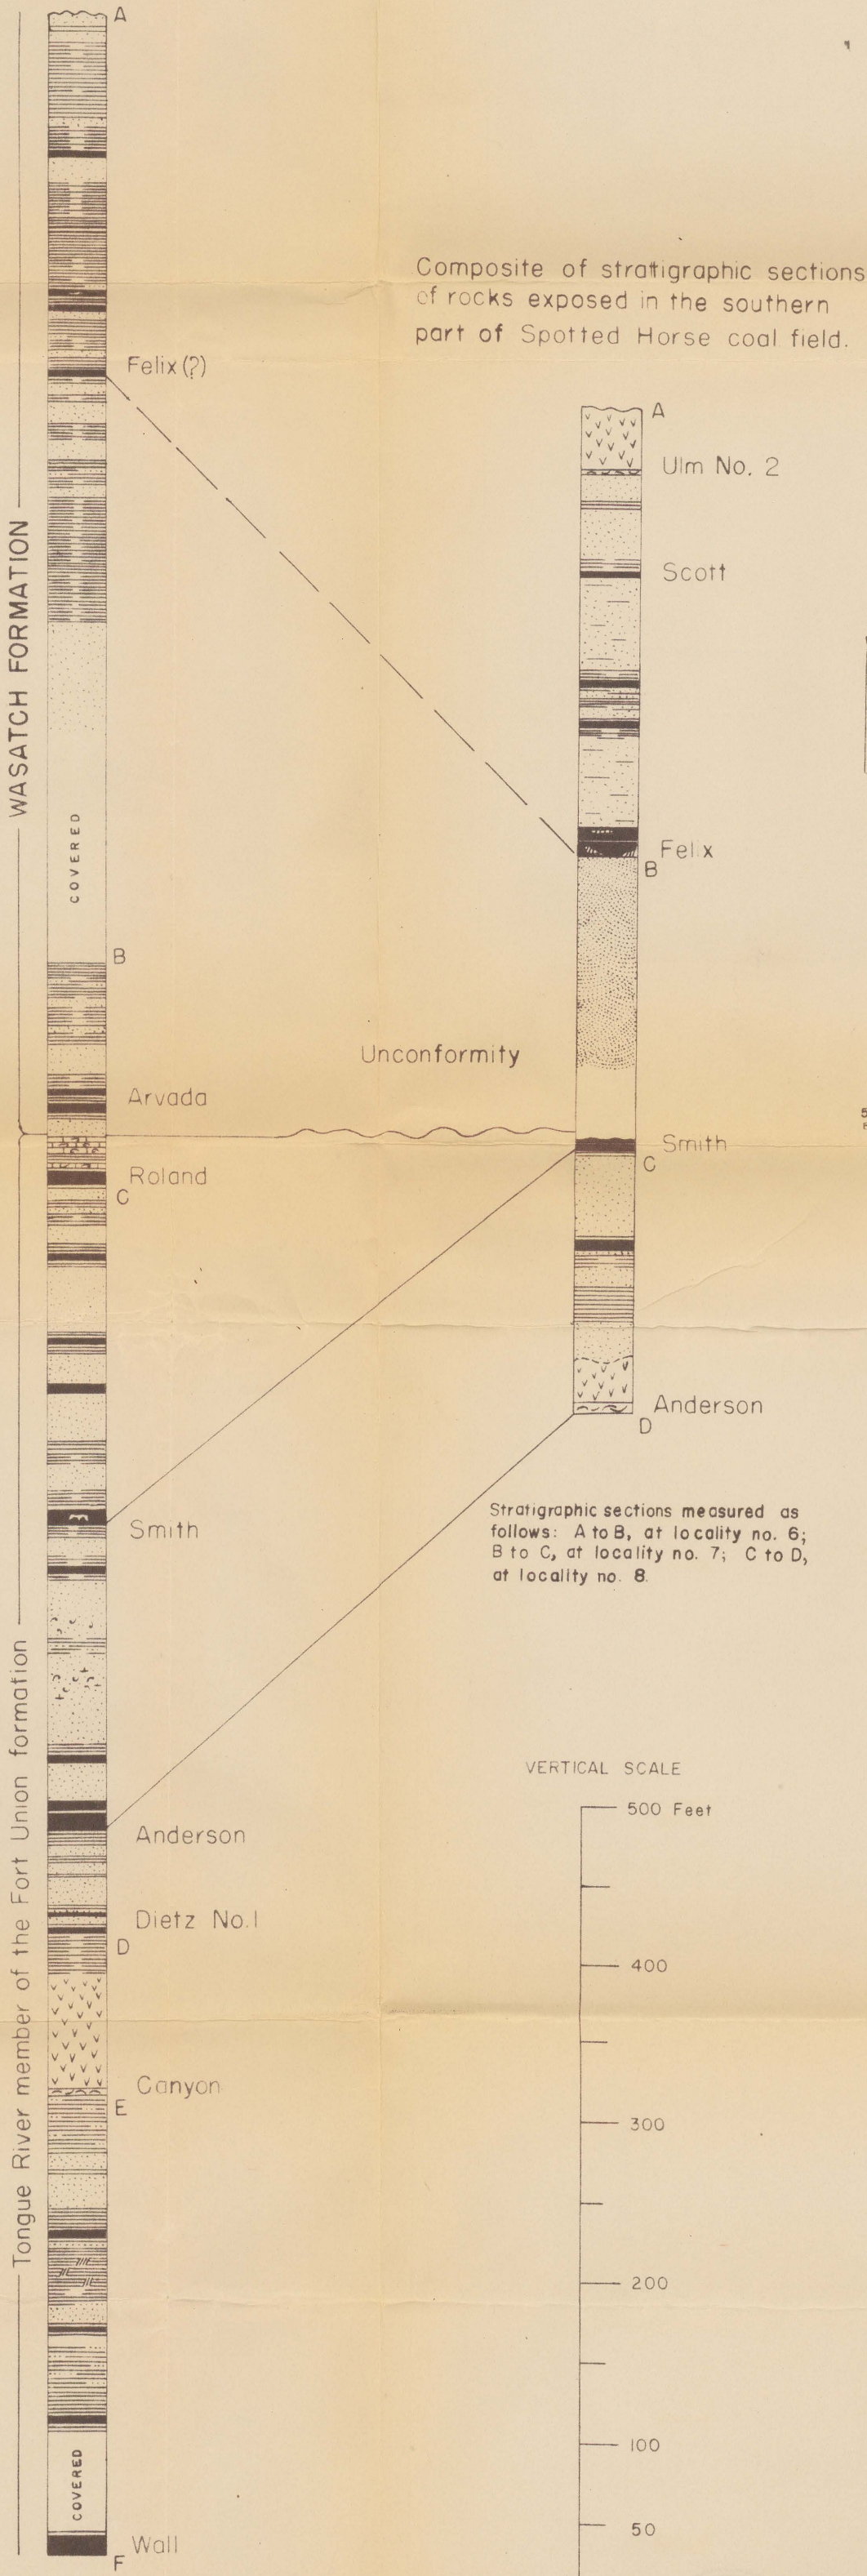 A
Composite of stratigraphic sections
of rocks exposed in the southern
part of Spotted Horse coal field.
Felix (?)
A
Ulm No. 2
Scott
WASATCH FORMATION
COVERED
Felix
B
B
Unconformity
Arvada
Smith
C
Roland
C
Anderson
D
Stratigraphic sections measured as
follows: A to B, at locality no. 6;
B to C, at locality no. 7; C to D,
at locality no. 8.
Smith
Tongue River member of the Fort Union formation
VERTICAL SCALE
500 Feet
Anderson
Dietz No. 1
D
400
Canyon
E
300
200
100
COVERED
50
Wall
F